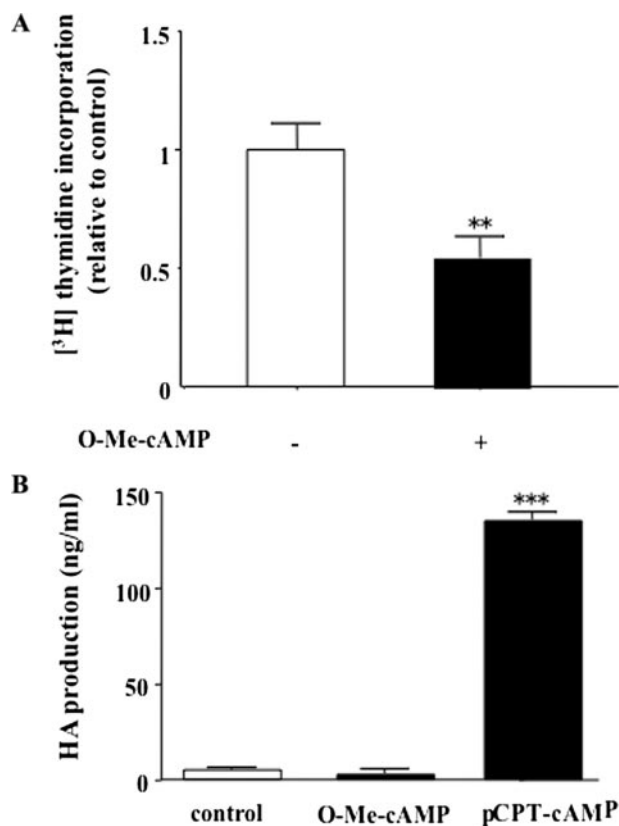 A
[³H] thymidine incorporation
(relative to control)
1.5
1
**
0.5
0
O-Me-cAMP - +
B
HA production (ng/ml)
150
***
100
50
0
control O-Me-cAMP pCPT-cAMP